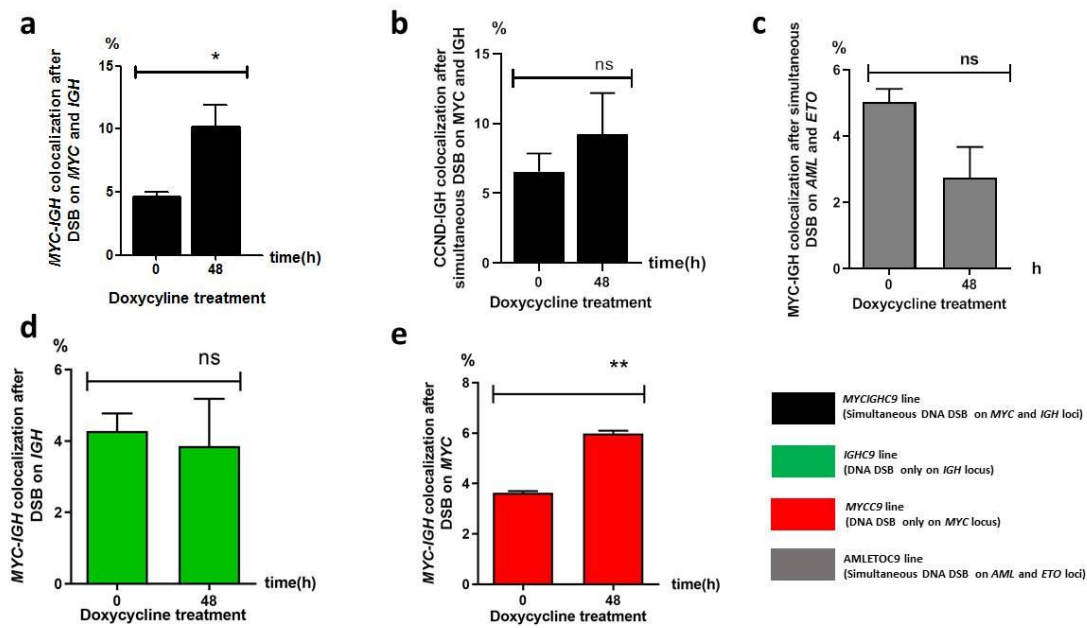 a
%
MYC-IGH colocalization after
DSB on MYC and IGH
15
10
5
0
*
0
48
time(h)
Doxycyline treatment
b
%
CCND-IGH colocalization after
simultaneous DSB on MYC and IGH
15
10
5
0
ns
0
48
time(h)
Doxycycline treatment
c
%
MYC-IGH colocalization after simultaneous
DSB on AML and ETO
6
4
2
0
ns
0
48
h
Doxycycline treatment
d
%
MYC-IGH colocalization after
DSB on IGH
6
4
2
0
ns
0
48
time(h)
Doxycycline treatment
e
%
MYC-IGH colocalization after
DSB on MYC
8
6
4
2
0
**
0
48
time(h)
Doxycycline treatment
MYCIGHC9 line
(Simultaneous DNA DSB on MYC and IGH loci)
IGHC9 line
(DNA DSB only on IGH locus)
MYCC9 line
(DNA DSB only on MYC locus)
AMLETOC9 line
(Simultaneous DNA DSB on AML and ETO loci)